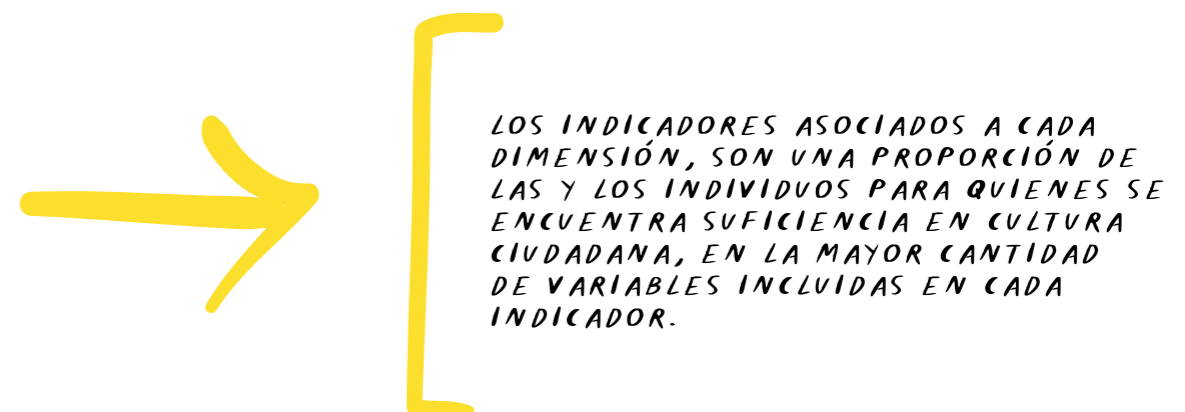 LOS INDICADORES ASOCIADOS A CADA
DIMENSIÓN, SON UNA PROPORCIÓN DE
LAS Y LOS INDIVIDUOS PARA QUIENES SE
ENCUENTRA SUFICIENCIA EN CULTURA
CIUDADANA, EN LA MAYOR CANTIDAD
DE VARIABLES INCLUIDAS EN CADA
INDICADOR.